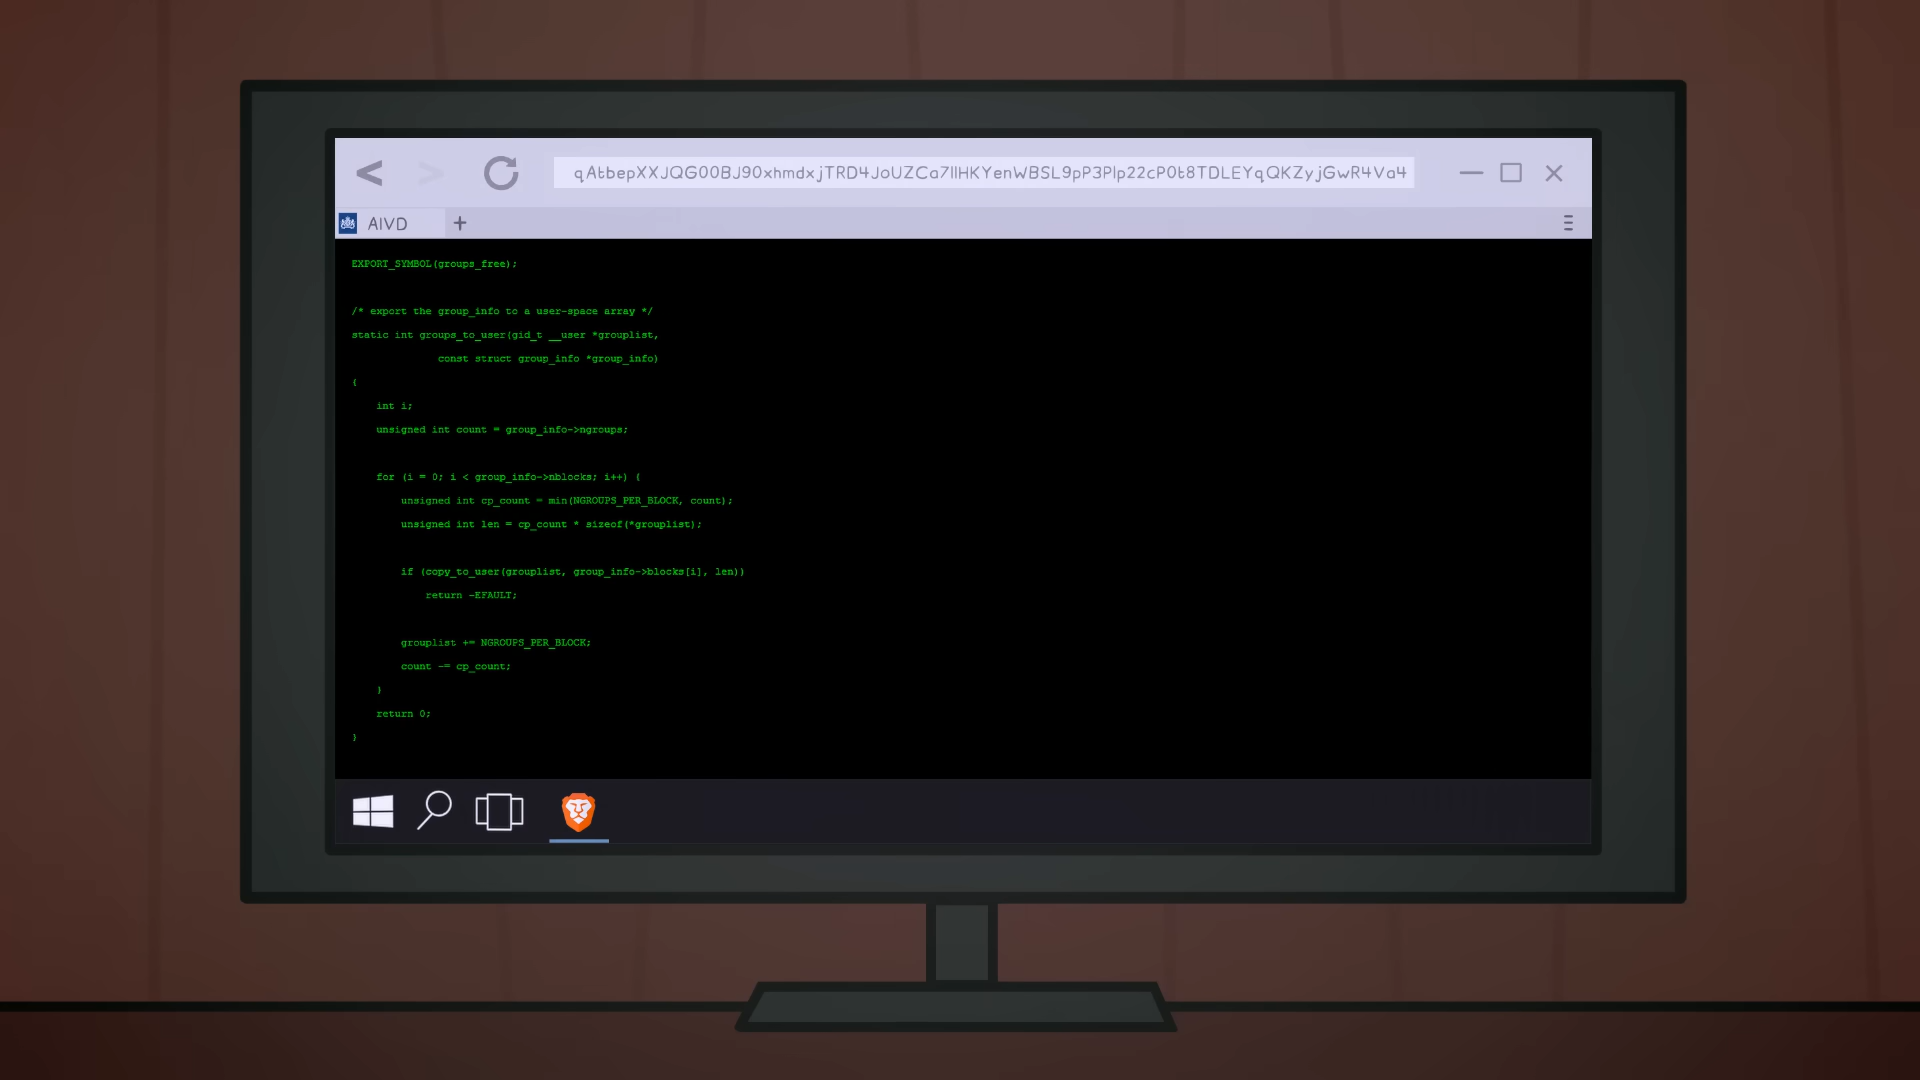 < > qAtbepXXJQG00BJ90xhmdxjTRD4JoUZCa7llHKYenWBSL9pP3Plp22cP0t8TDLEYqQKZyjGwR4Va4
AIVD +
EXPORT_SYMBOL(groups_free);
/* export the group_info to a user-space array */
static int groups_to_user(gid_t __user *grouplist,
const struct group_info *group_info)
{
int i;
unsigned int count = group_info->ngroups;
for (i = 0; i < group_info->nblocks; i++) {
unsigned int cp_count = min(NGROUPS_PER_BLOCK, count);
unsigned int len = cp_count * sizeof(*grouplist);
if (copy_to_user(grouplist, group_info->blocks[i], len))
return -EFAULT;
grouplist += NGROUPS_PER_BLOCK;
count -= cp_count;
}
return 0;
}